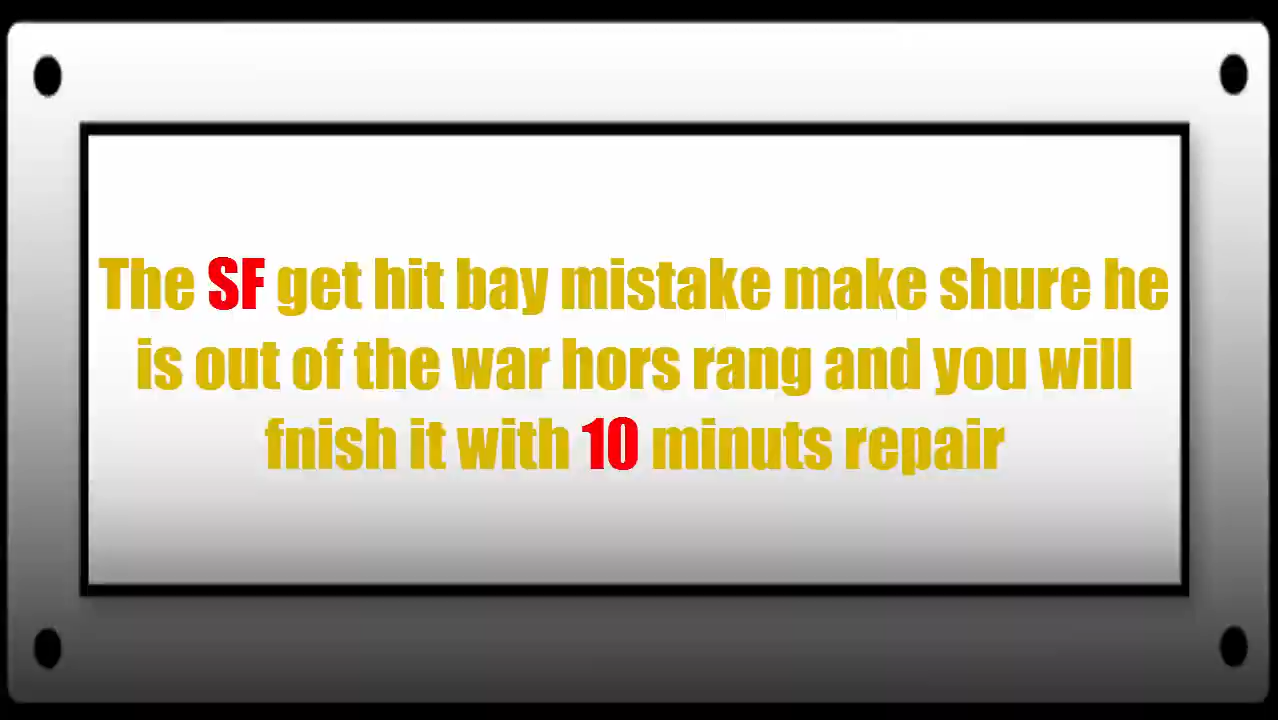 The SF get hit bay mistake make shure he
is out of the war hors rang and you will
fnish it with 10 minuts repair